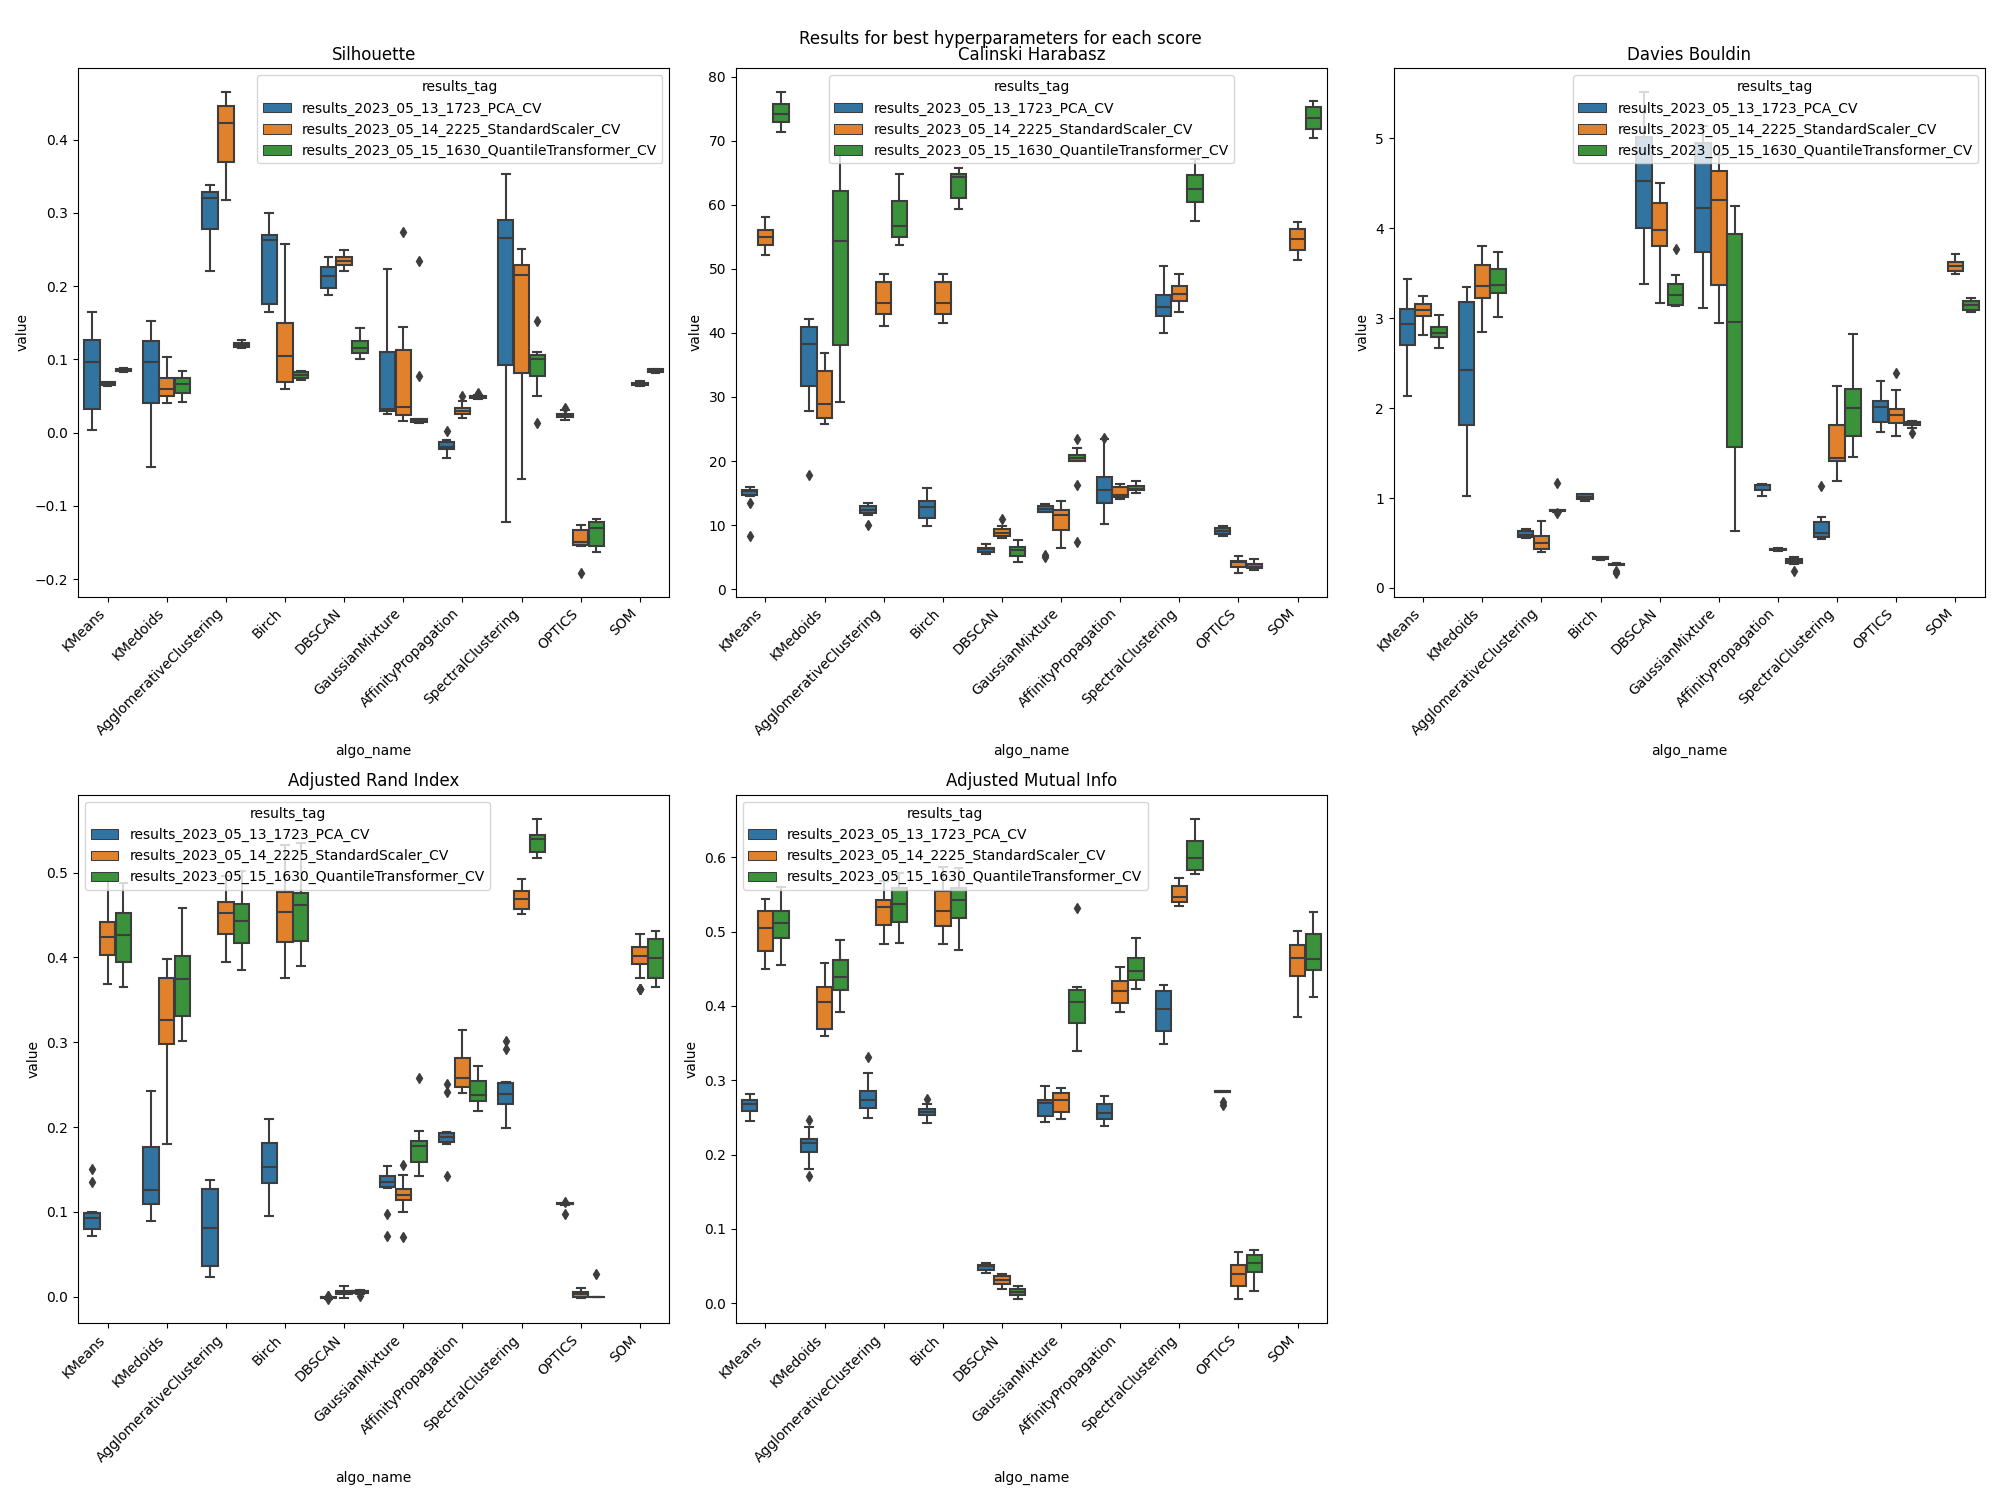 Results for best hyperparameters for each score
Silhouette
results_tag
results_2023_05_13_1723_PCA_CV
results_2023_05_14_2225_StandardScaler_CV
results_2023_05_15_1630_QuantileTransformer_CV
value
0.4
0.3
0.2
0.1
0.0
−0.1
−0.2
KMeans
KMedoids
AgglomerativeClustering
Birch
DBSCAN
GaussianMixture
AffinityPropagation
SpectralClustering
OPTICS
SOM
algo_name
Calinski Harabasz
results_tag
results_2023_05_13_1723_PCA_CV
results_2023_05_14_2225_StandardScaler_CV
results_2023_05_15_1630_QuantileTransformer_CV
value
80
70
60
50
40
30
20
10
0
KMeans
KMedoids
AgglomerativeClustering
Birch
DBSCAN
GaussianMixture
AffinityPropagation
SpectralClustering
OPTICS
SOM
algo_name
Davies Bouldin
results_tag
results_2023_05_13_1723_PCA_CV
results_2023_05_14_2225_StandardScaler_CV
results_2023_05_15_1630_QuantileTransformer_CV
value
5
4
3
2
1
0
KMeans
KMedoids
AgglomerativeClustering
Birch
DBSCAN
GaussianMixture
AffinityPropagation
SpectralClustering
OPTICS
SOM
algo_name
Adjusted Rand Index
results_tag
results_2023_05_13_1723_PCA_CV
results_2023_05_14_2225_StandardScaler_CV
results_2023_05_15_1630_QuantileTransformer_CV
value
0.5
0.4
0.3
0.2
0.1
0.0
KMeans
KMedoids
AgglomerativeClustering
Birch
DBSCAN
GaussianMixture
AffinityPropagation
SpectralClustering
OPTICS
SOM
algo_name
Adjusted Mutual Info
results_tag
results_2023_05_13_1723_PCA_CV
results_2023_05_14_2225_StandardScaler_CV
results_2023_05_15_1630_QuantileTransformer_CV
value
0.6
0.5
0.4
0.3
0.2
0.1
0.0
KMeans
KMedoids
AgglomerativeClustering
Birch
DBSCAN
GaussianMixture
AffinityPropagation
SpectralClustering
OPTICS
SOM
algo_name